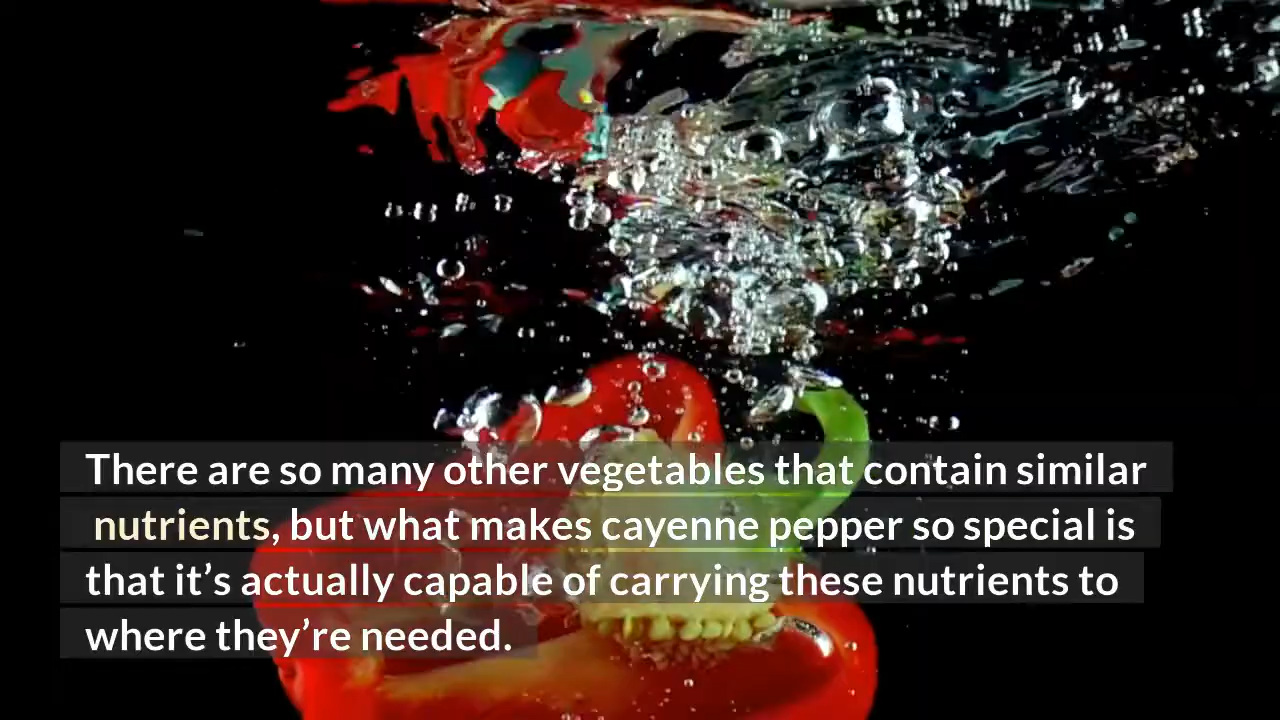 There are so many other vegetables that contain similar
nutrients, but what makes cayenne pepper so special is
that it’s actually capable of carrying these nutrients to
where they’re needed.